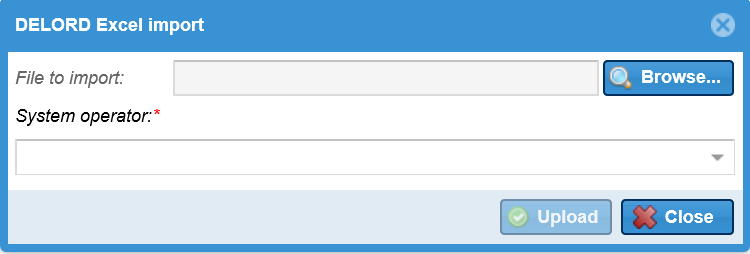 DELORD Excel import
File to import: Browse...
System operator:*
Upload Close